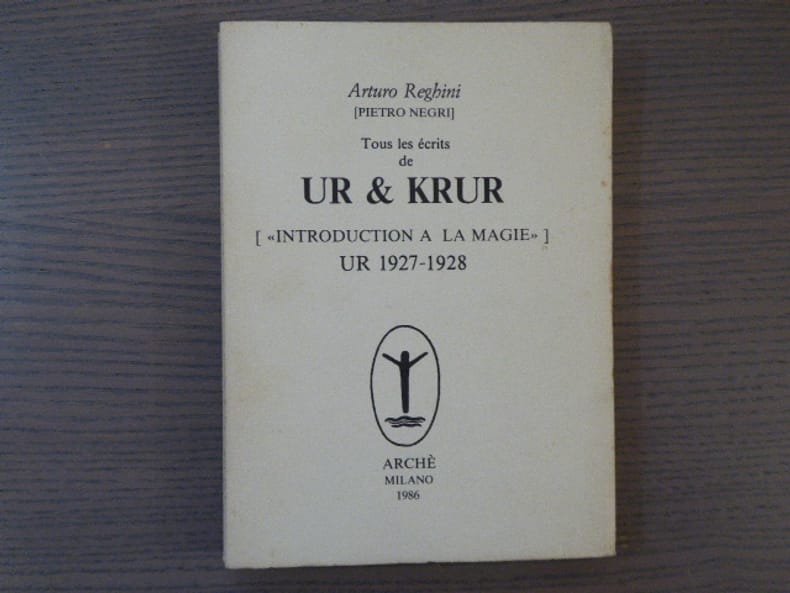 Arturo Reghini
[PIETRO NEGRI]
Tous les écrits
de
UR & KRUR
[ «INTRODUCTION A LA MAGIE» ]
UR 1927-1928
ARCHÈ
MILANO
1986